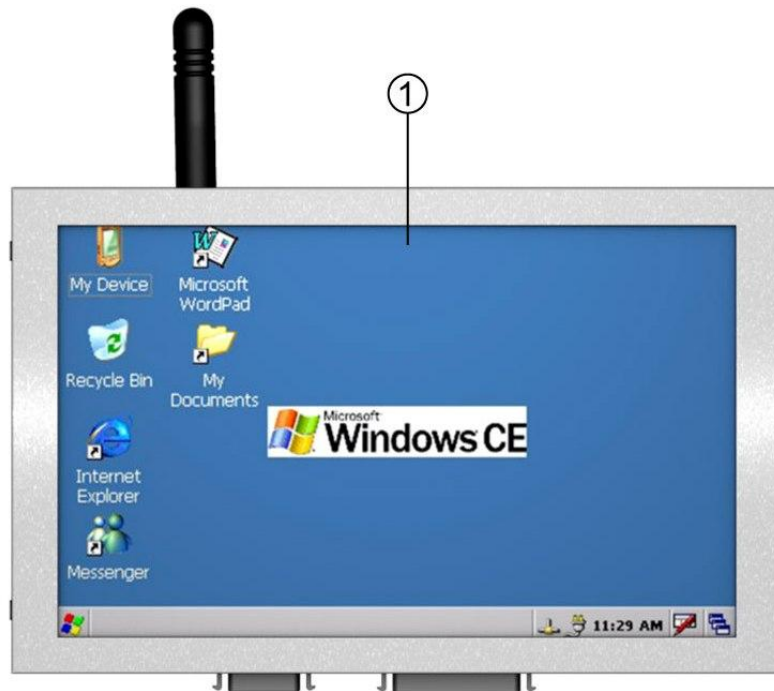 1
My Device
Microsoft
WordPad
Recycle Bin
My
Documents
Microsoft
Windows CE
Internet
Explorer
Messenger
11:29 AM